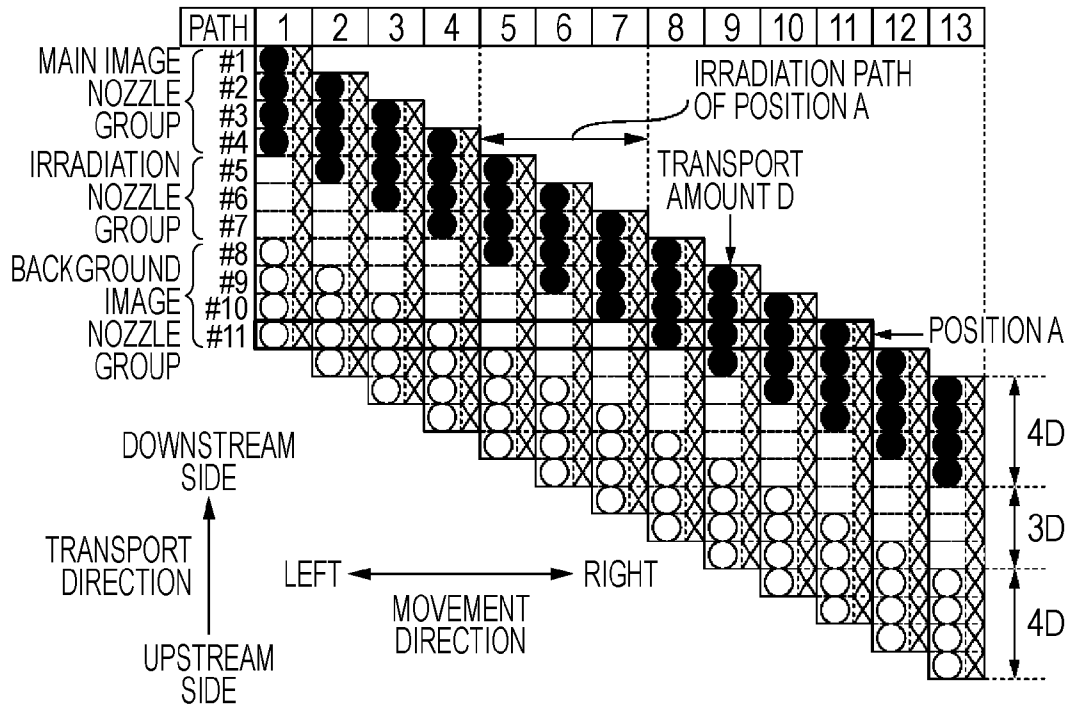 PATH 1 2 3 4 5 6 7 8 9 10 11 12 13
MAIN IMAGE
NOZZLE
GROUP
#1
#2
#3
#4
IRRADIATION
NOZZLE
GROUP
#5
#6
#7
BACKGROUND
IMAGE
NOZZLE
GROUP
#8
#9
#10
#11
IRRADIATION PATH
OF POSITION A
TRANSPORT
AMOUNT D
POSITION A
4D
3D
4D
DOWNSTREAM
SIDE
TRANSPORT
DIRECTION
UPSTREAM
SIDE
LEFT
RIGHT
MOVEMENT
DIRECTION